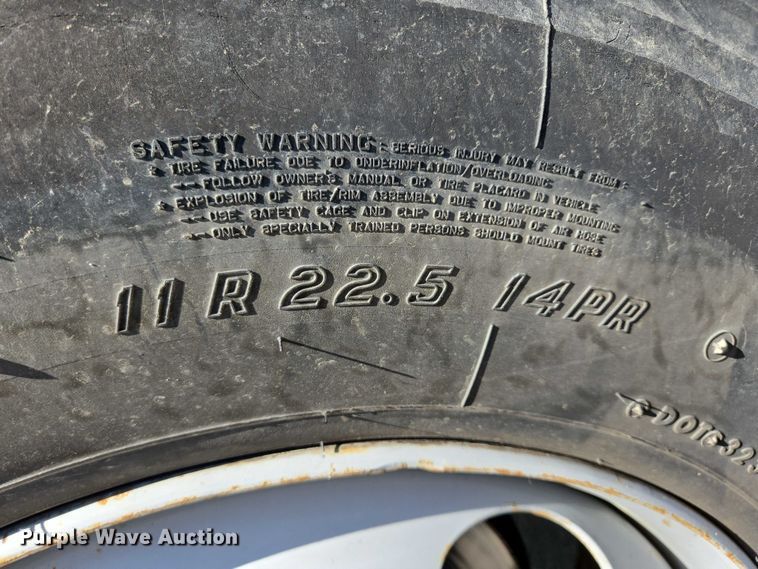 SAFETY WARNING: SERIOUS INJURY MAY RESULT FROM:
TIRE FAILURE DUE TO UNDERINFLATION/OVERLOADING
FOLLOW OWNER'S MANUAL OR TIRE PLACARD IN VEHICLE
EXPLOSION OF TIRE/RIM ASSEMBLY DUE TO IMPROPER MOUNTING
USE SAFETY CAGE AND CLIP ON EXTENSION OF AIR HOSE
ONLY SPECIALLY TRAINED PERSONS SHOULD MOUNT TIRES
11 R 22.5 14PR
Purple Wave Auction